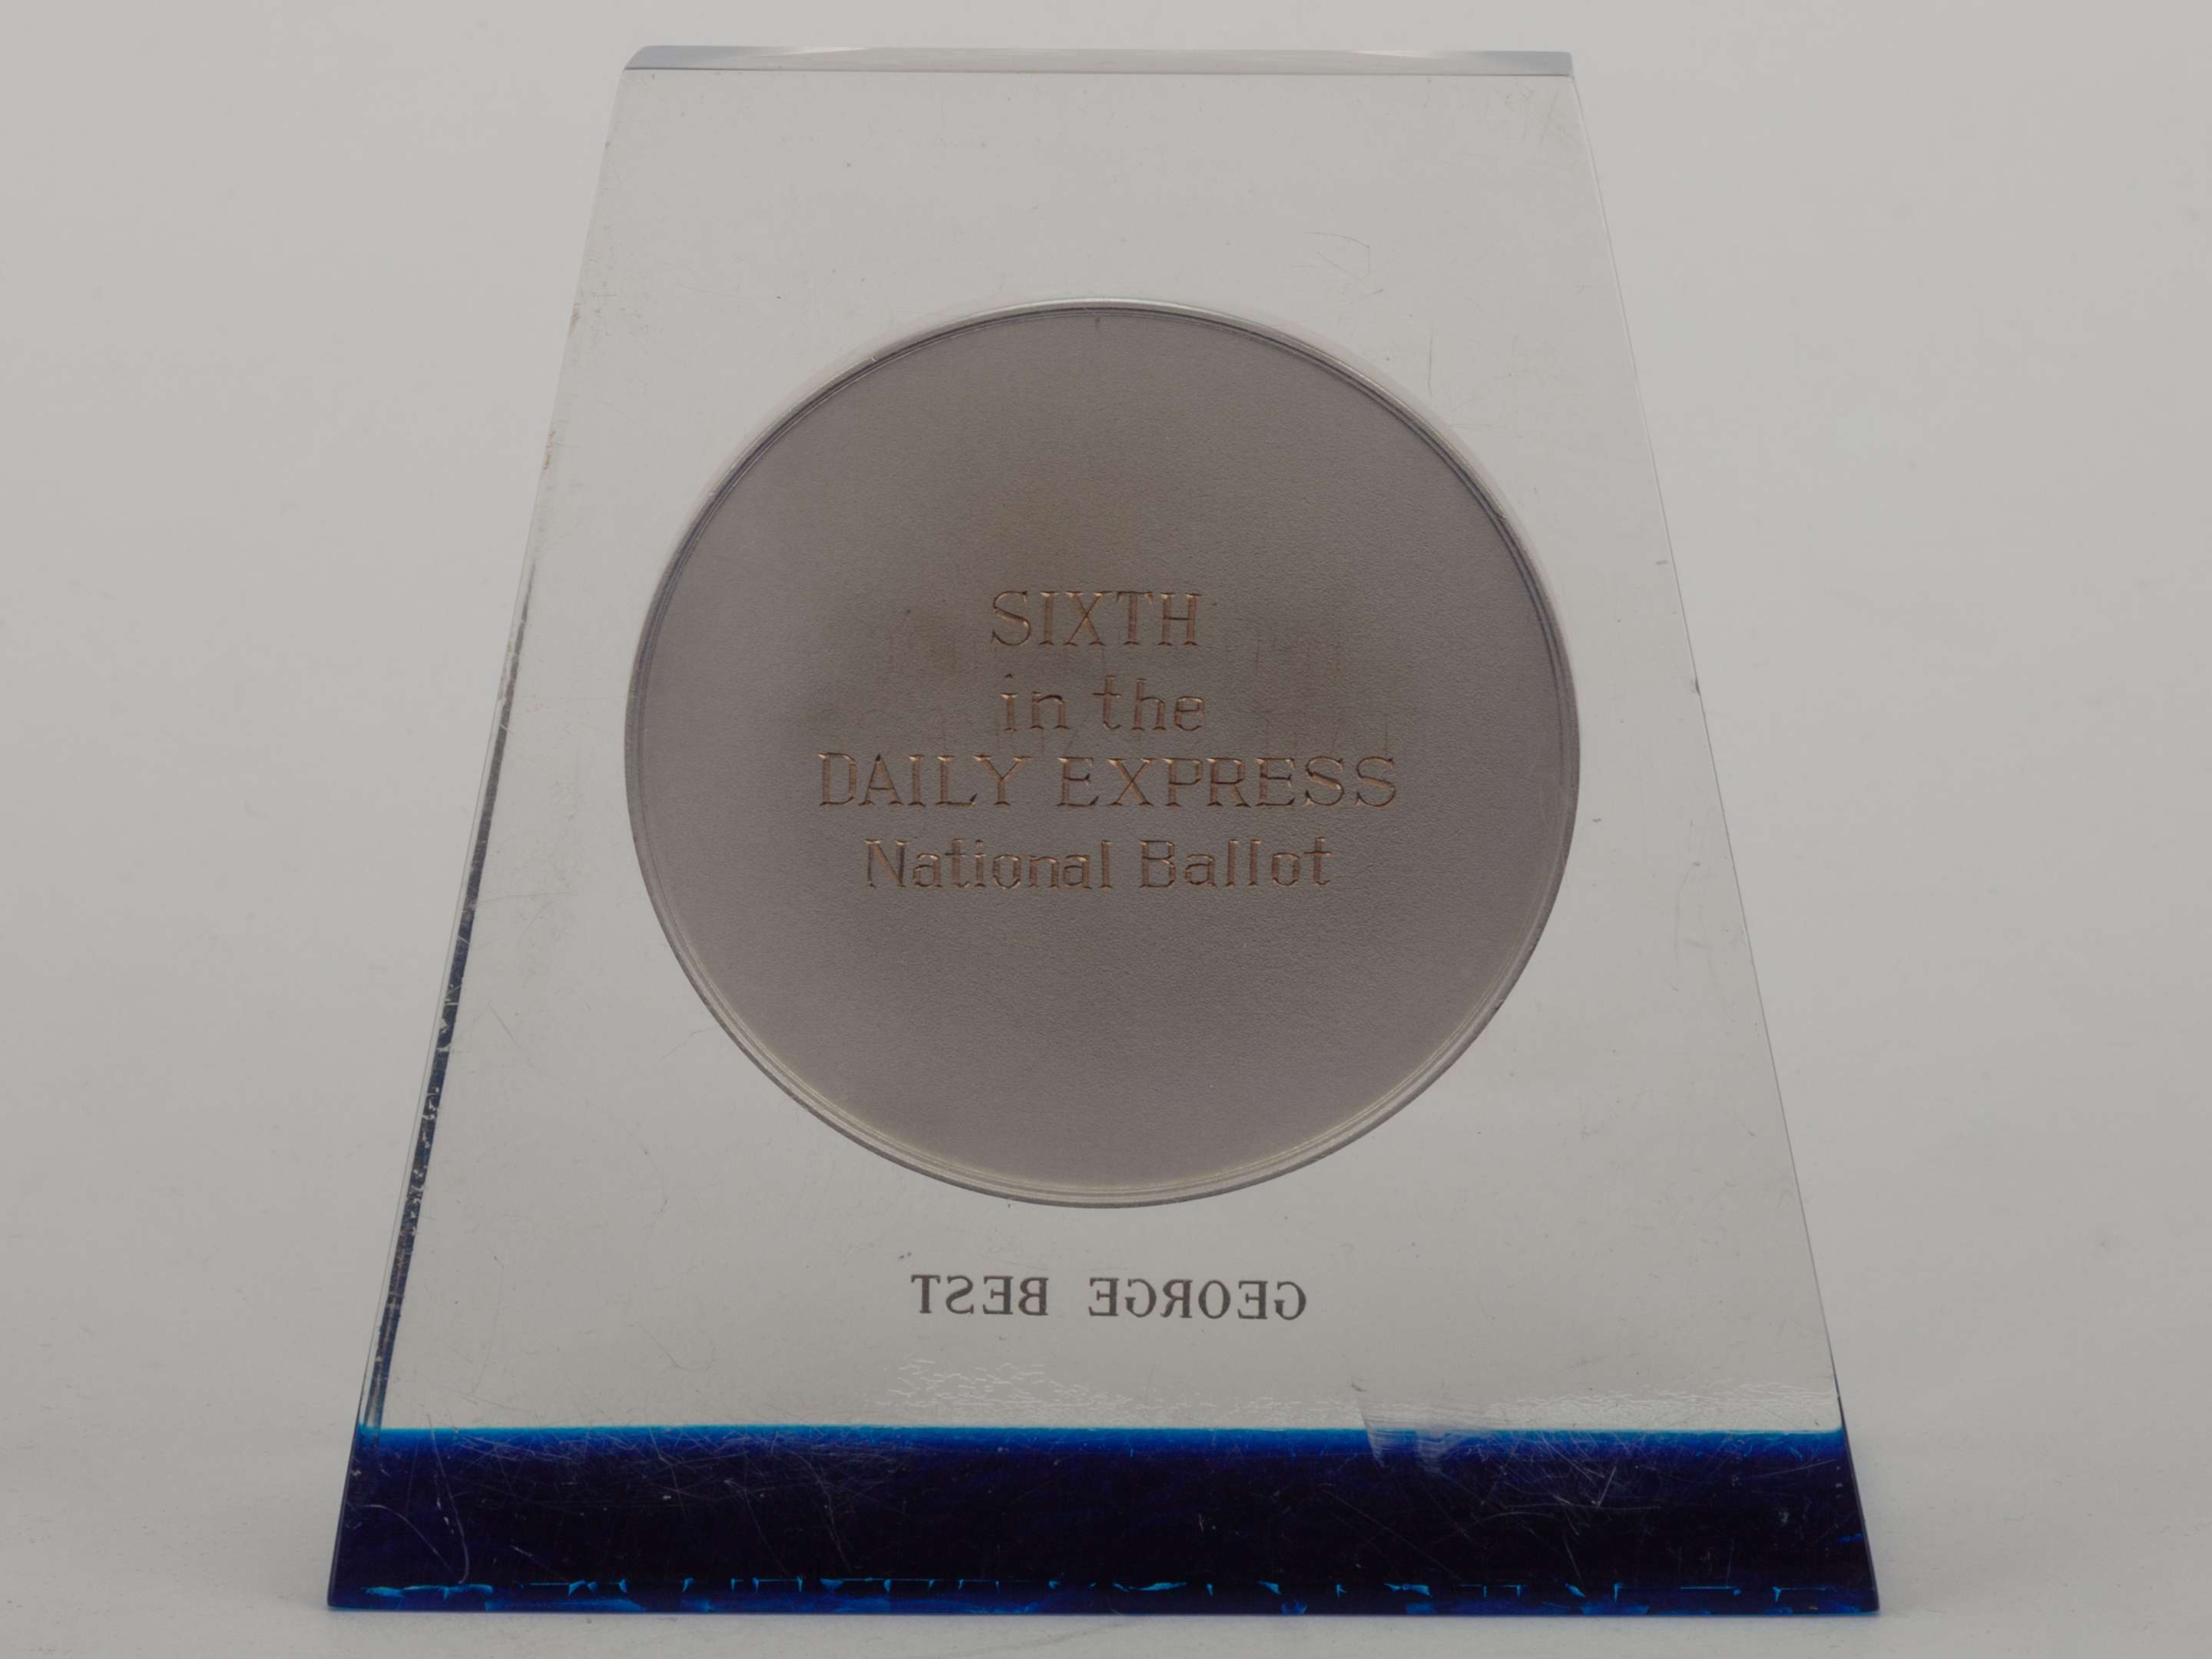 SIXTH
in the
DAILY EXPRESS
National Ballot
GEORGE BEST